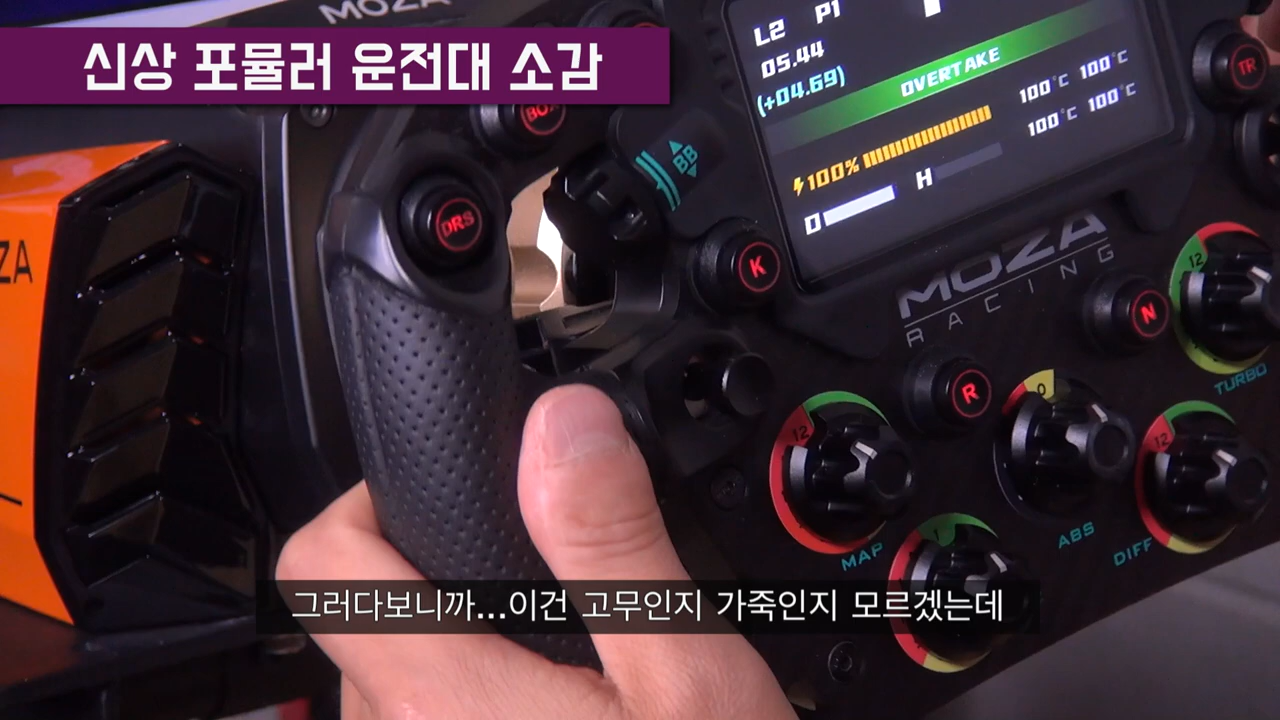 MOZA
신상 포뮬러 운전대 소감
L2 P1
05.44
(+04.69)
OVERTAKE
100°C 100°C
100°C 100°C
100%
H
0
BOX
BB
TR
DRS
K
ZA
MOZA
RACING
N
12
TURBO
R
0
12
12
MAP
ABS
DIFF
1
그러다보니까...이건 고무인지 가죽인지 모르겠는데